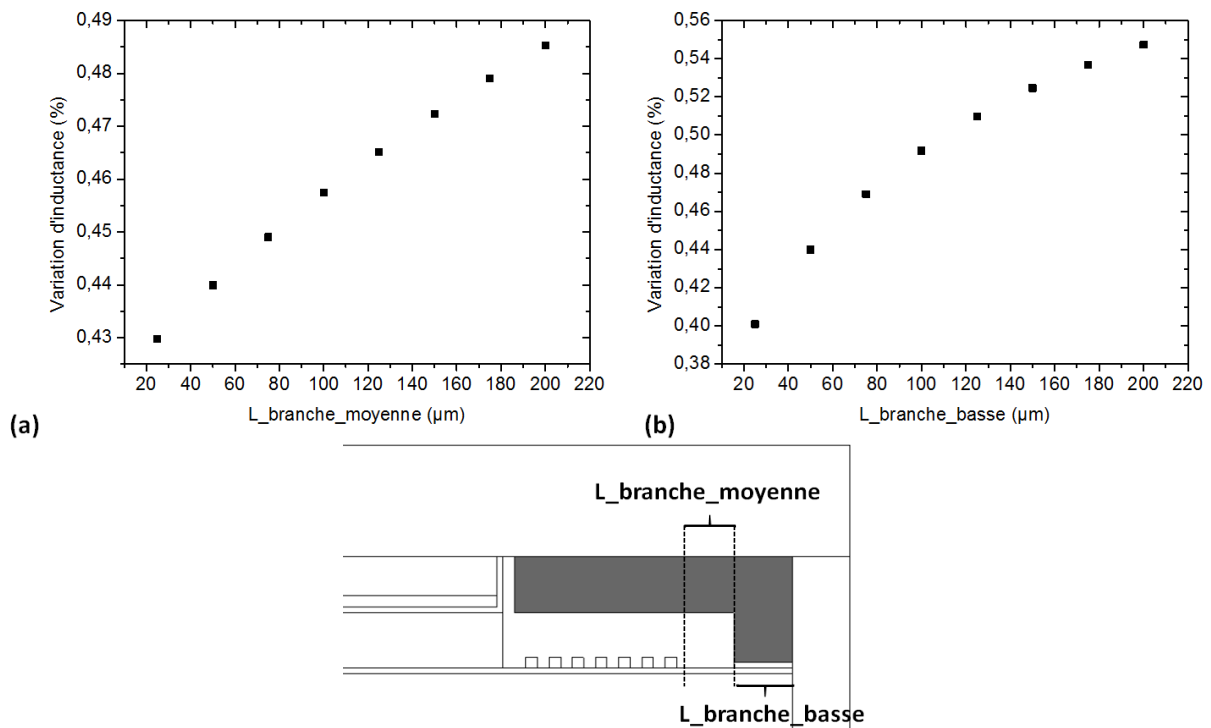 0,49
0,48
0,47
0,46
0,45
0,44
0,43
Variation d'inductance (%)
20 40 60 80 100 120 140 160 180 200 220
L_branche_moyenne (µm)
(a)
0,56
0,54
0,52
0,50
0,48
0,46
0,44
0,42
0,40
0,38
Variation d'inductance (%)
20 40 60 80 100 120 140 160 180 200 220
L_branche_basse (µm)
(b)
L_branche_moyenne
L_branche_basse